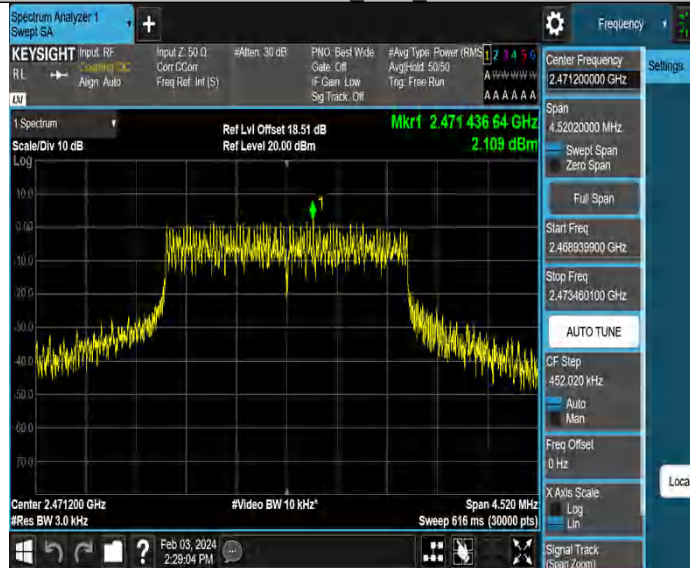 Spectrum Analyzer 1
Swept SA
+
Frequency
KEYSIGHT
Input: RF
Coupling: DC
Align: Auto
Input Z: 50 Ω
Corr CCorr
Freq Ref: Int (S)
#Atten: 30 dB
PNO: Best Wide
Gate: Off
IF Gain: Low
Sig Track: Off
#Avg Type: Power (RMS
Avg|Hold: 50/50
Trig: Free Run
1 2 3 4 5 6
A W W W W W
A A A A A A
RL
LXI
Center Frequency
2.471200000 GHz
Settings
Span
4.52020000 MHz
Swept Span
Zero Span
Full Span
Start Freq
2.468939900 GHz
Stop Freq
2.473460100 GHz
AUTO TUNE
CF Step
452.020 kHz
Auto
Man
Freq Offset
0 Hz
X Axis Scale
Log
Lin
Local
Signal Track
(Span Zoom)
1 Spectrum
Scale/Div 10 dB
Log
Ref Lvl Offset 18.51 dB
Ref Level 20.00 dBm
Mkr1 2.471 436 64 GHz
2.109 dBm
1
10.0
0.00
-10.0
-20.0
-30.0
-40.0
-50.0
-60.0
-70.0
Center 2.471200 GHz
#Res BW 3.0 kHz
#Video BW 10 kHz*
Span 4.520 MHz
Sweep 616 ms (30000 pts)
?
Feb 03, 2024
2:29:04 PM